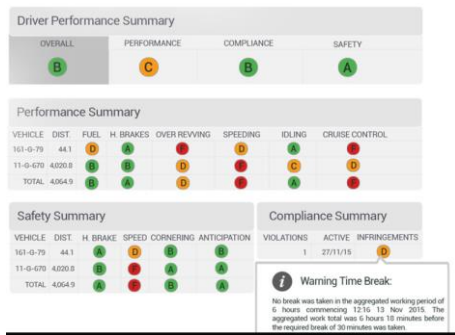 Driver Performance Summary
OVERALL PERFORMANCE COMPLIANCE SAFETY
B C B A
Performance Summary
VEHICLE DIST. FUEL H. BRAKES OVER REVVING SPEEDING IDLING CRUISE CONTROL
161-G-79 44.1 D A F D A F
11-G-670 4,020.8 B B D F C D
TOTAL 4,064.9 B A D F A F
Safety Summary
VEHICLE DIST. H. BRAKE SPEED CORNERING ANTICIPATION
161-G-79 44.1 A D B B
11-G-670 4,020.8 B F A A
TOTAL 4,064.9 A F B A
Compliance Summary
VIOLATIONS ACTIVE INFRINGEMENTS
1 27/11/15 D
i Warning Time Break:
No break was taken in the aggregated working period of
6 hours commencing 12:16 13 Nov 2015. The
aggregated work total was 6 hours 10 minutes before
the required break of 30 minutes was taken